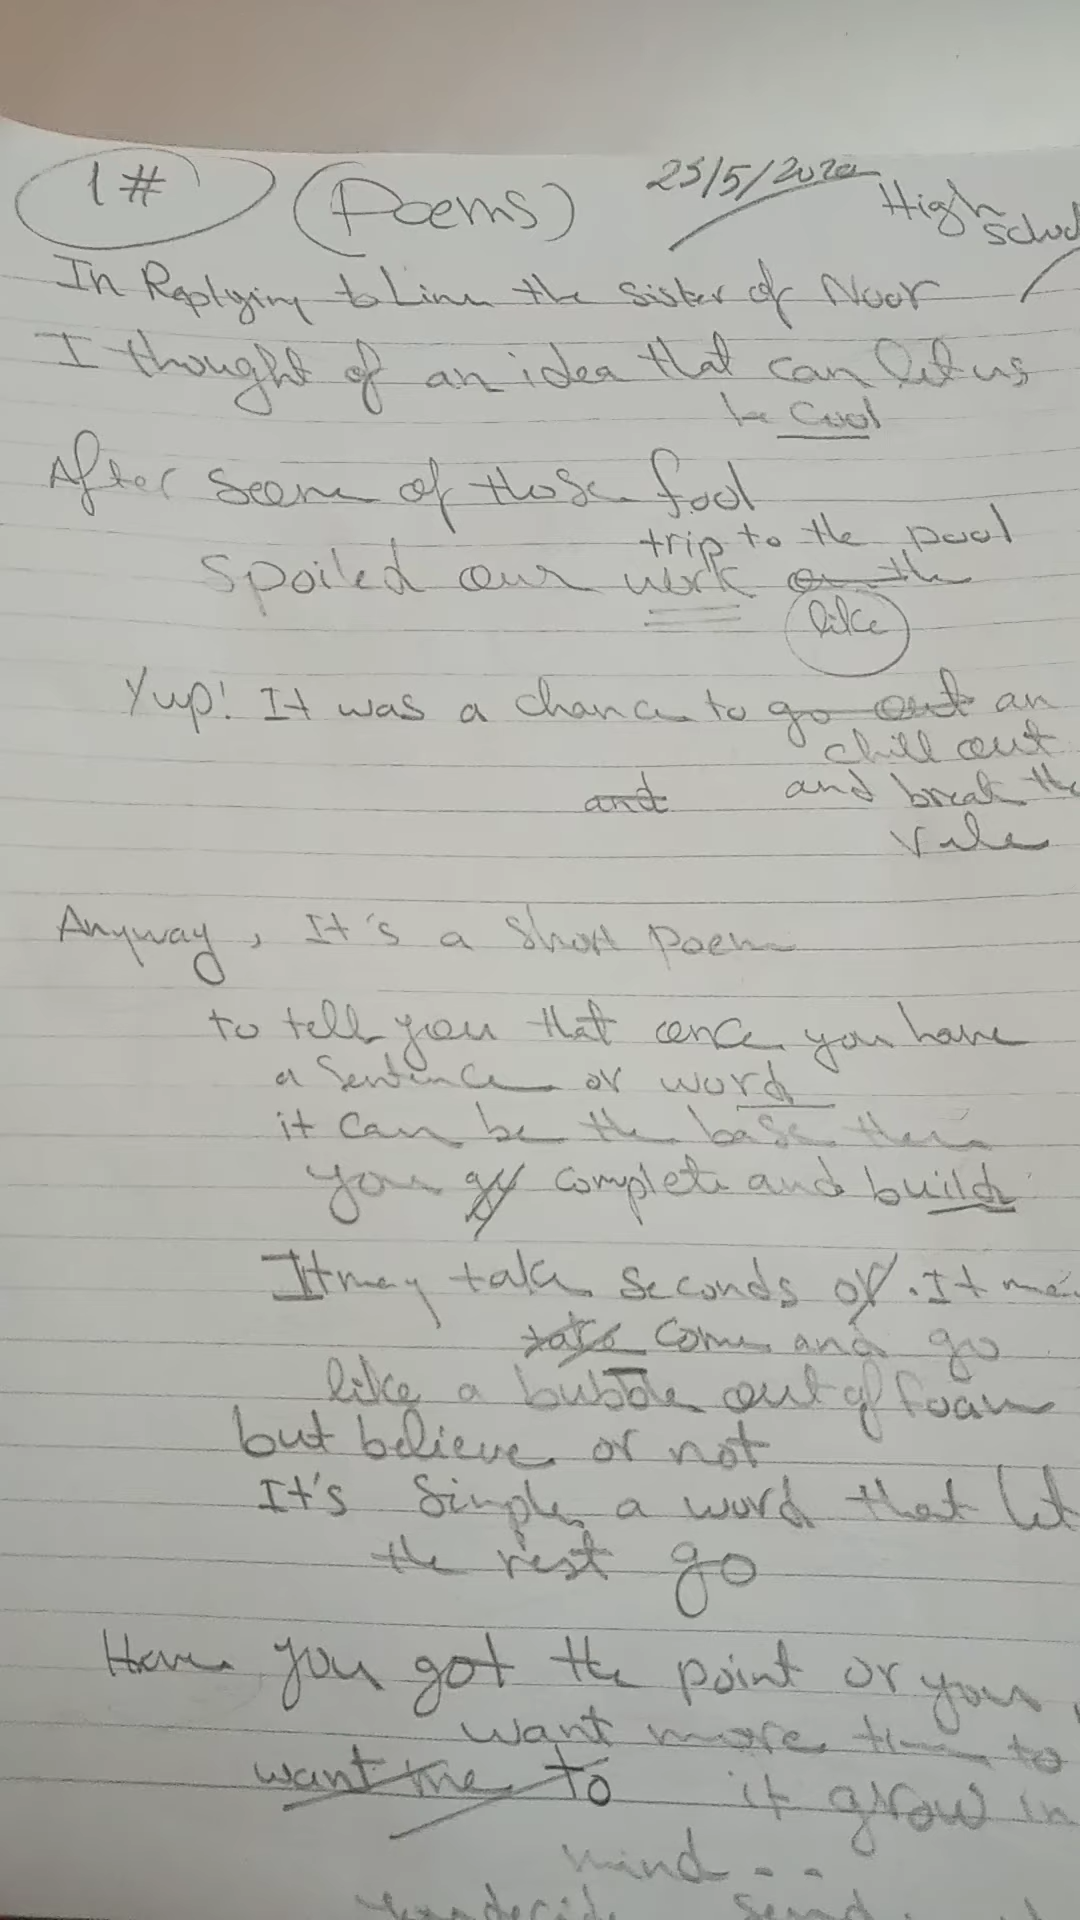 1# (Poems) 25/5/2020 High
School
In Replying to Linn the sister of Noor
I thought of an idea that can let us
be Cool
After Seen of those fool
trip to the pool
Spoiled our work on the
like
Yup! It was a chance to go out an
chill out
and and break the
rule
Anyway, It's a short poem
to tell you that once you have
a Sentence or word
it can be the base then
you complete and build
It may take seconds or. It may
take come and go
like a bubble out of foam
but believe or not
It's Simple, a word that let
the rest go
Have you got the point or you
want more time to
want me to it grow in
mind ..
decide